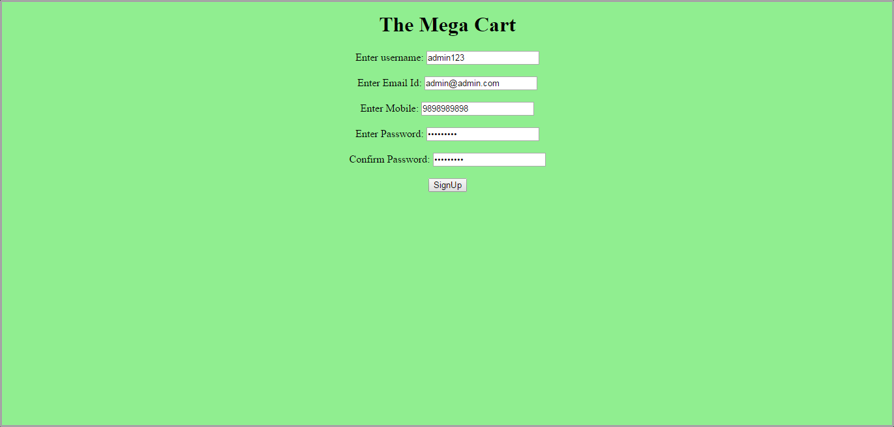 The Mega Cart
Enter username: admin123
Enter Email Id: admin@admin.com
Enter Mobile: 9898989898
Enter Password: •••••••••
Confirm Password: •••••••••
SignUp